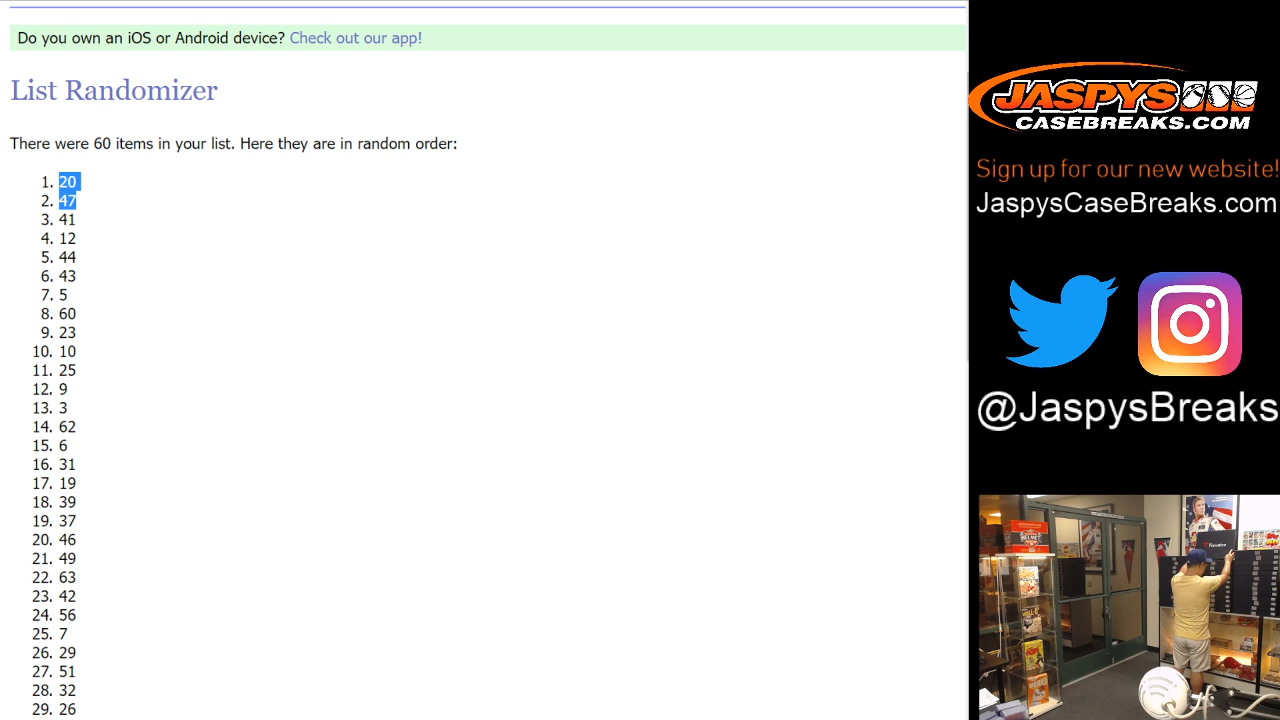 Do you own an iOS or Android device? Check out our app!
List Randomizer
There were 60 items in your list. Here they are in random order:
1. 20
2. 47
3. 41
4. 12
5. 44
6. 43
7. 5
8. 60
9. 23
10. 10
11. 25
12. 9
13. 3
14. 62
15. 6
16. 31
17. 19
18. 39
19. 37
20. 46
21. 49
22. 63
23. 42
24. 56
25. 7
26. 29
27. 51
28. 32
29. 26
JASPYS
CASEBREAKS.COM
Sign up for our new website!
JaspysCaseBreaks.com
@JaspysBreaks
HELMET
Fanatics